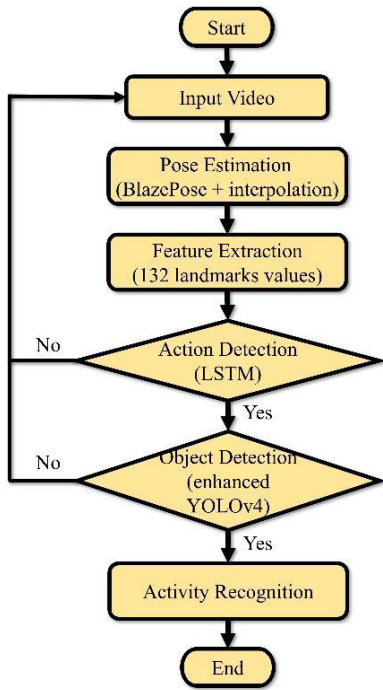 Start
Input Video
Pose Estimation
(BlazePose + interpolation)
Feature Extraction
(132 landmarks values)
No
Action Detection
(LSTM)
Yes
No
Object Detection
(enhanced
YOLOv4)
Yes
Activity Recognition
End